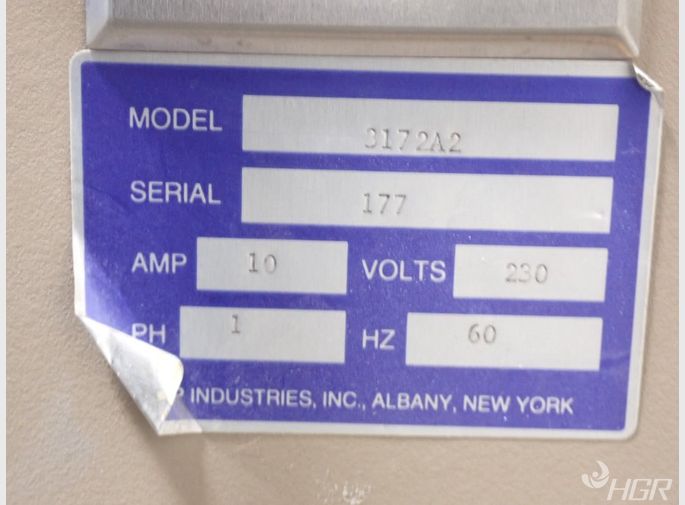 MODEL 3172A2
SERIAL 177
AMP 10 VOLTS 230
PH 1 HZ 60
INDUSTRIES, INC., ALBANY, NEW YORK
HGR